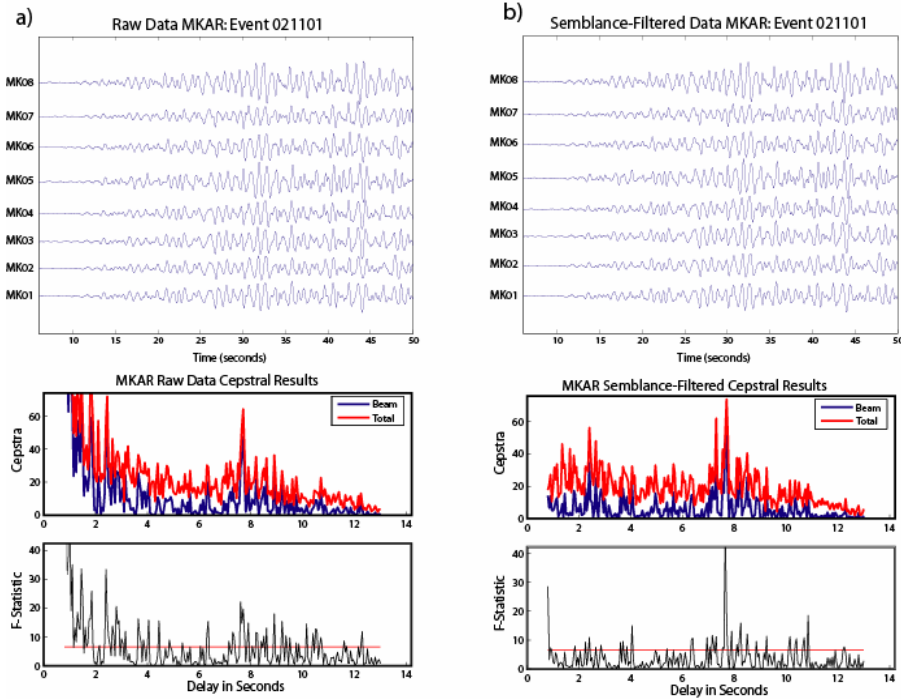 a)
Raw Data MKAR: Event 021101
MK08
MK07
MK06
MK05
MK04
MK03
MK02
MK01
10 15 20 25 30 35 40 45 50
Time (seconds)
b)
Semblance-Filtered Data MKAR: Event 021101
MK08
MK07
MK06
MK05
MK04
MK03
MK02
MK01
10 15 20 25 30 35 40 45 50
Time (seconds)
MKAR Raw Data Cepstral Results
Cepstra
60
40
20
0
Beam
Total
0 2 4 6 8 10 12 14
F-Statistic
40
30
20
10
0
0 2 4 6 8 10 12 14
Delay in Seconds
MKAR Semblance-Filtered Cepstral Results
Cepstra
60
40
20
0
Beam
Total
0 2 4 6 8 10 12 14
F-Statistic
40
30
20
10
0
0 2 4 6 8 10 12 14
Delay in Seconds